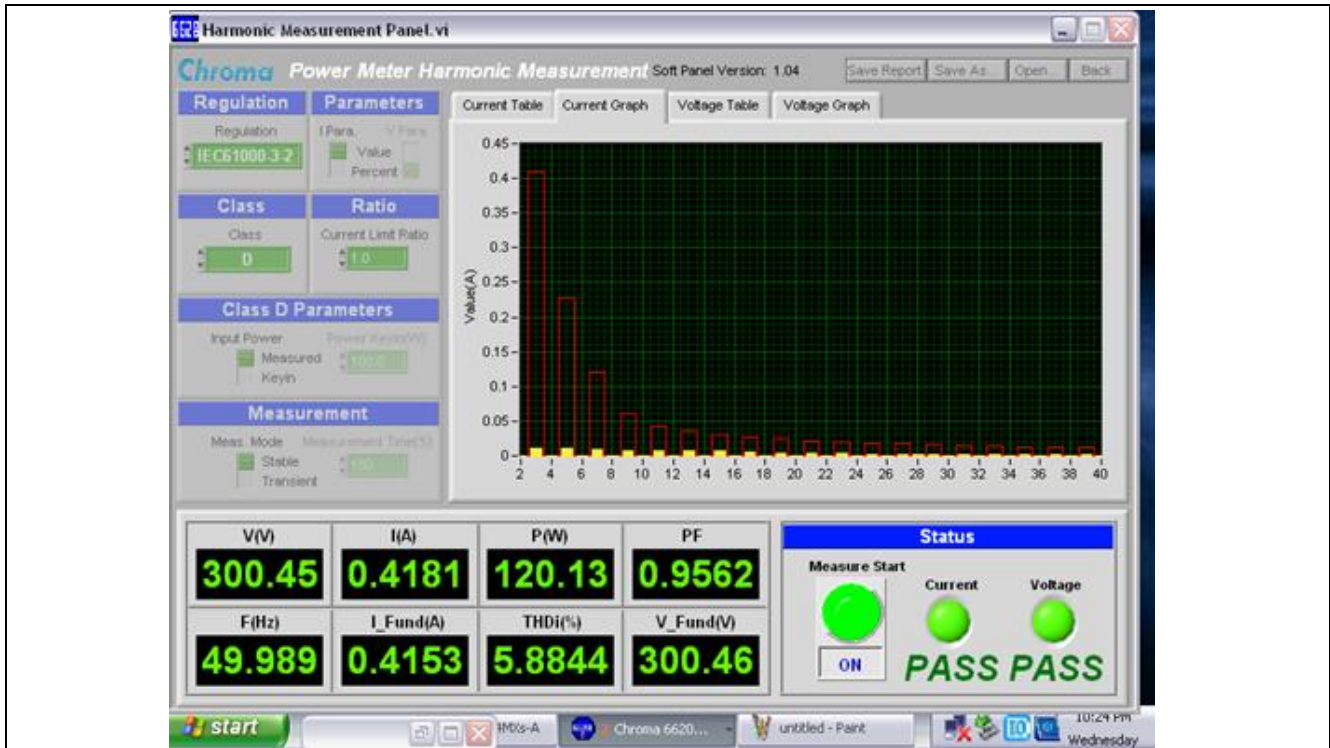 6620 Harmonic Measurement Panel.vi
Chroma Power Meter Harmonic Measurement Soft Panel Version: 1.04 Save Report Save As... Open... Back
Regulation Parameters
Current Table Current Graph Voltage Table Voltage Graph
Regulation
IEC61000-3-2
I Para. V Para.
Value
Percent
Class Ratio
Class
D
Current Limit Ratio
1.0
Class D Parameters
Input Power Power Keyin(W)
Measured 100.0
Keyin
Measurement
Meas. Mode Measurement Time(S)
Stable
Transient
Value(A)
0.45
0.4
0.35
0.3
0.25
0.2
0.15
0.1
0.05
0
2 4 6 8 10 12 14 16 18 20 22 24 26 28 30 32 34 36 38 40
V(V) I(A) P(W) PF
300.45 0.4181 120.13 0.9562
F(Hz) I_Fund(A) THDi(%) V_Fund(V)
49.989 0.4153 5.8844 300.46
Status
Measure Start
Current Voltage
ON
PASS PASS
start
HMXs-A
Chroma 6620...
untitled - Paint
10:24 PM
Wednesday